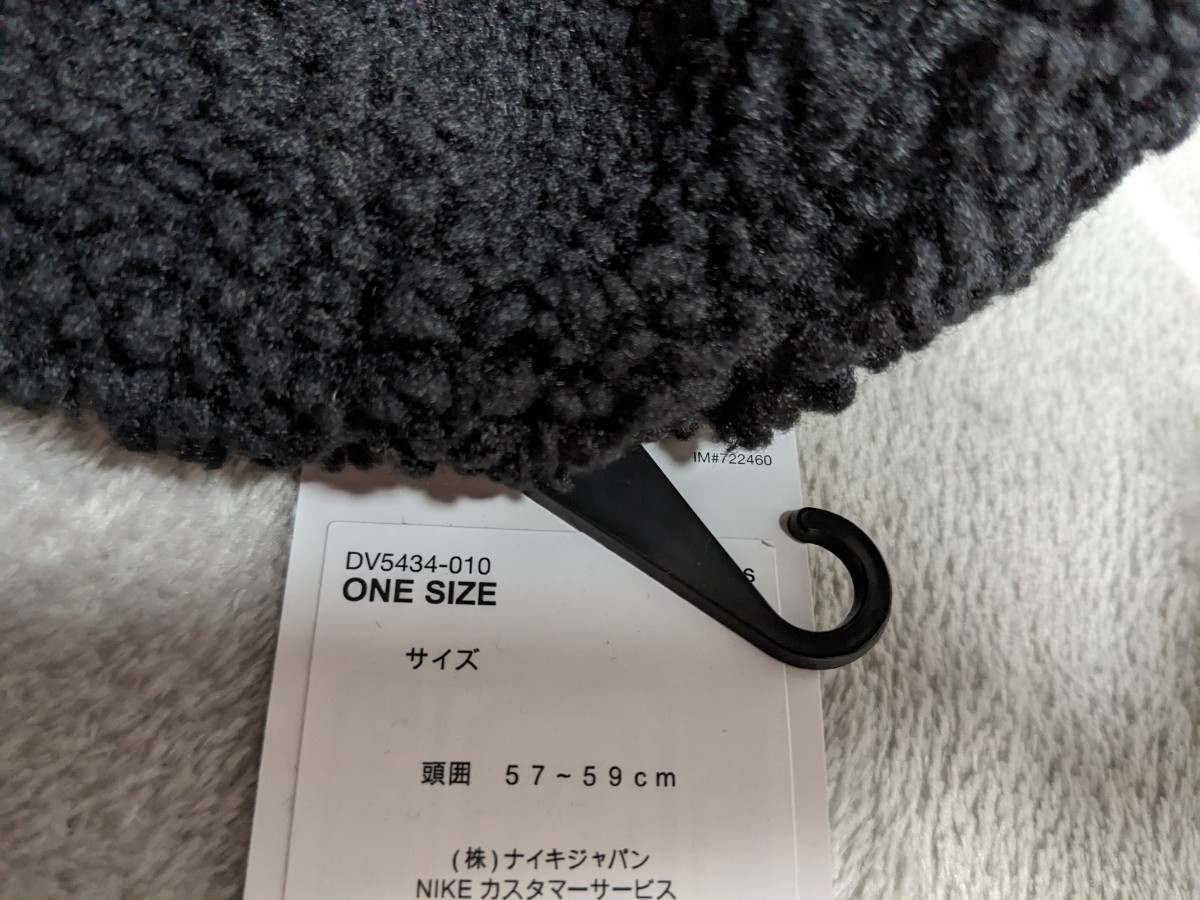 IM#722460
DV5434-010
ONE SIZE
サイズ
頭囲 57~59cm
(株)ナイキジャパン
NIKE カスタマーサービス